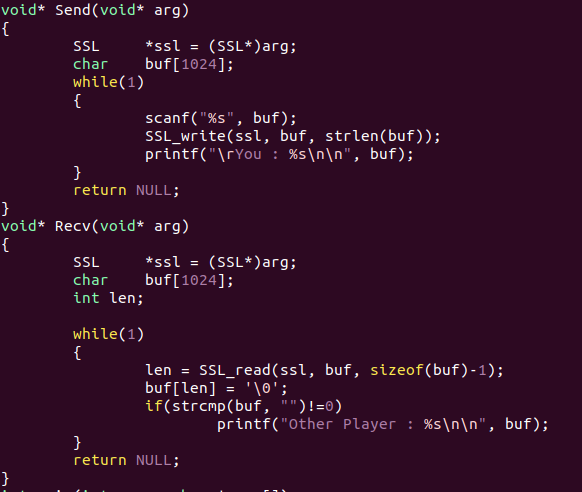 void* Send(void* arg)
{
        SSL     *ssl = (SSL*)arg;
        char    buf[1024];
        while(1)
        {
                scanf("%s", buf);
                SSL_write(ssl, buf, strlen(buf));
                printf("\rYou : %s\n\n", buf);
        }
        return NULL;
}
void* Recv(void* arg)
{
        SSL     *ssl = (SSL*)arg;
        char    buf[1024];
        int len;

        while(1)
        {
                len = SSL_read(ssl, buf, sizeof(buf)-1);
                buf[len] = '\0';
                if(strcmp(buf, "")!=0)
                        printf("Other Player : %s\n\n", buf);
        }
        return NULL;
}